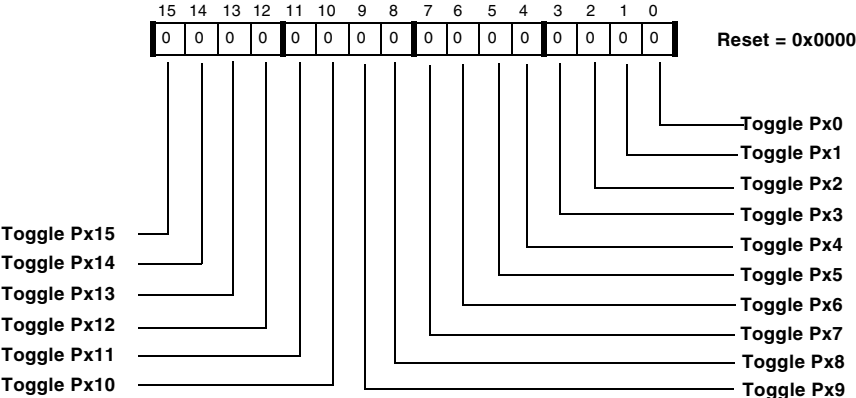 15 14 13 12 11 10 9 8 7 6 5 4 3 2 1 0
0 0 0 0 0 0 0 0 0 0 0 0 0 0 0 0 Reset = 0x0000
Toggle Px0
Toggle Px1
Toggle Px2
Toggle Px3
Toggle Px15
Toggle Px4
Toggle Px14
Toggle Px5
Toggle Px13
Toggle Px6
Toggle Px12
Toggle Px7
Toggle Px11
Toggle Px8
Toggle Px10
Toggle Px9